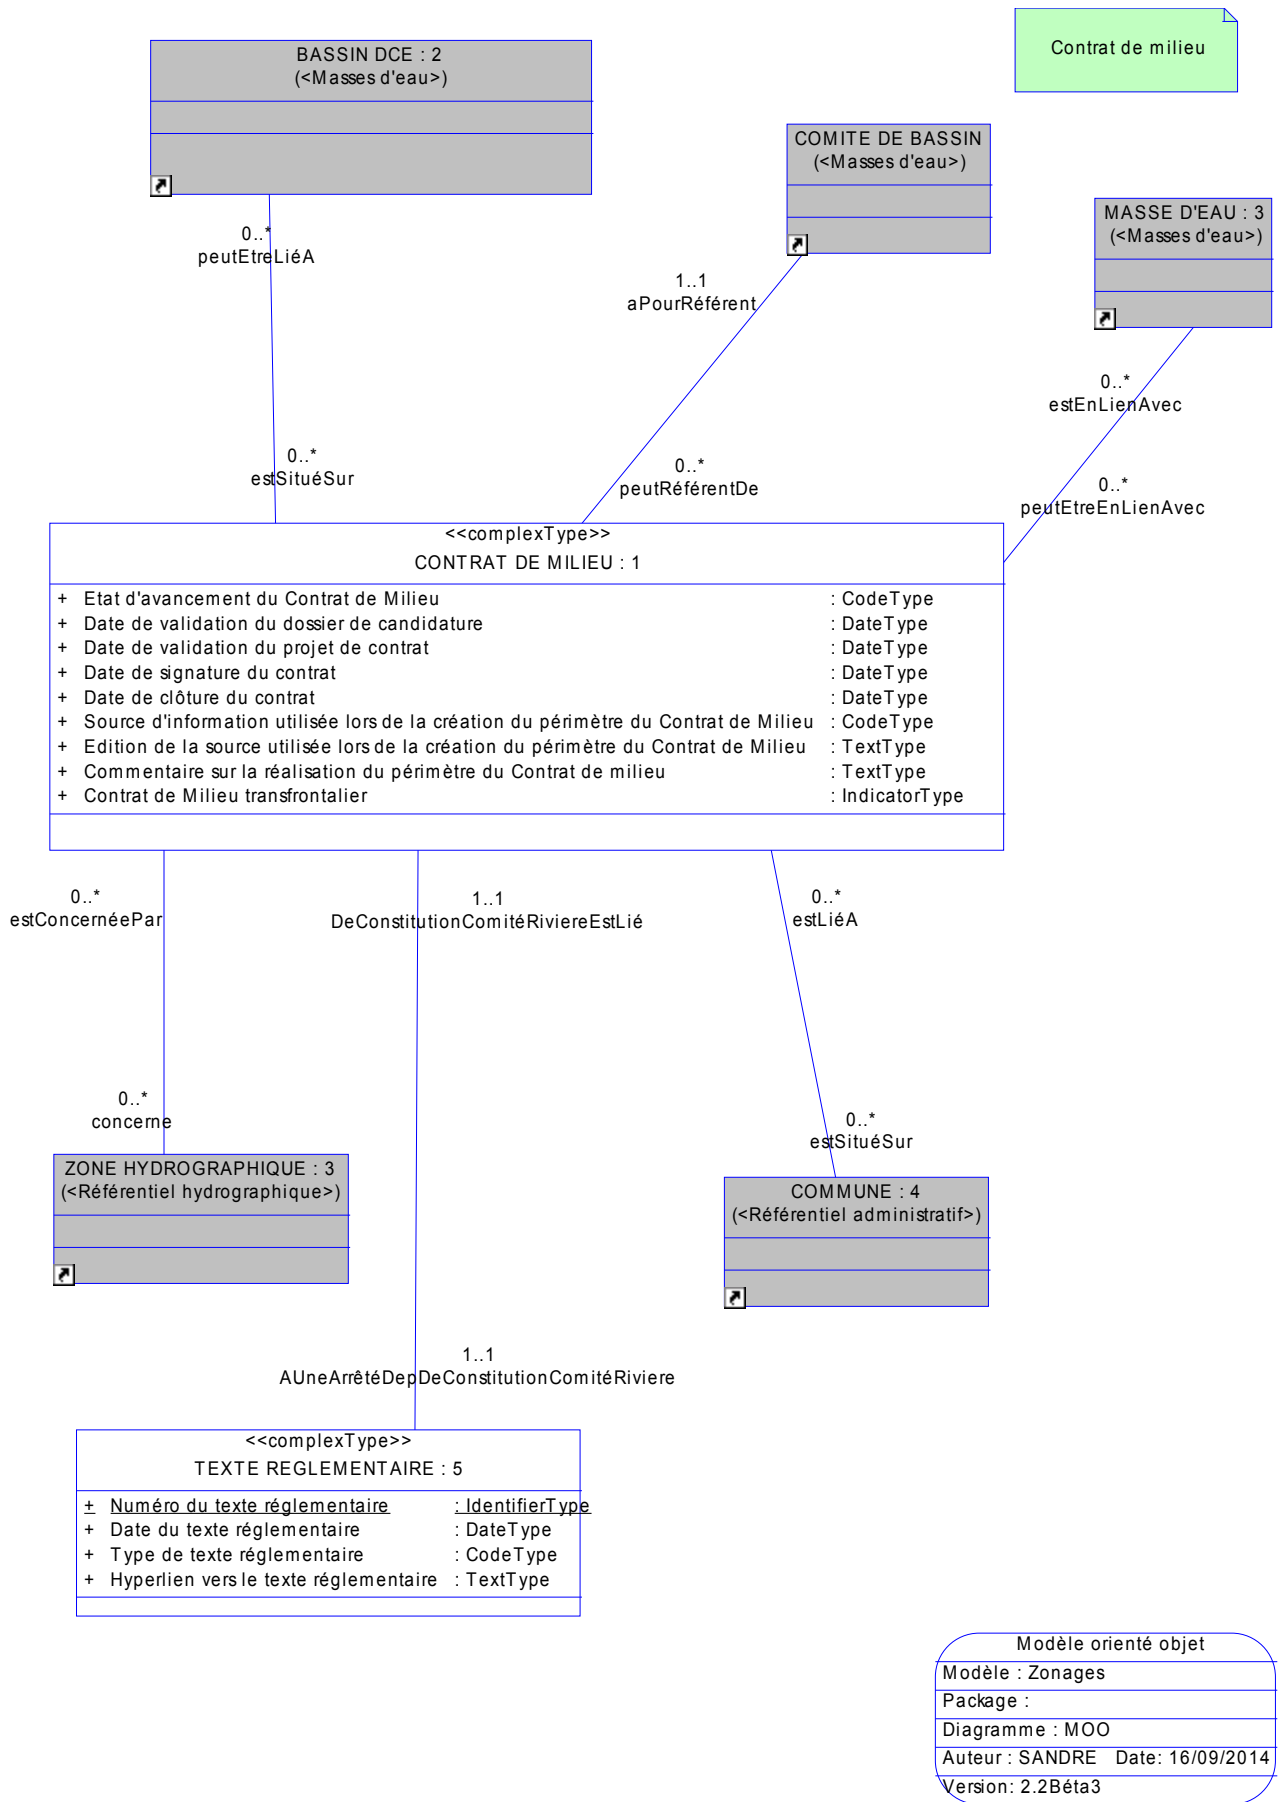 Contrat de milieu
BASSIN DCE : 2
(<Masses d'eau>)
COMITE DE BASSIN
(<Masses d'eau>)
MASSE D'EAU : 3
(<Masses d'eau>)
0..*
peutEtreLiéA
1..1
aPourRéférent
0..*
estEnLienAvec
0..*
estSituéSur
0..*
peutRéférentDe
0..*
peutEtreEnLienAvec
<<complexType>>
CONTRAT DE MILIEU : 1
+ Etat d'avancement du Contrat de Milieu : CodeType
+ Date de validation du dossier de candidature : DateType
+ Date de validation du projet de contrat : DateType
+ Date de signature du contrat : DateType
+ Date de clôture du contrat : DateType
+ Source d'information utilisée lors de la création du périmètre du Contrat de Milieu : CodeType
+ Edition de la source utilisée lors de la création du périmètre du Contrat de Milieu : TextType
+ Commentaire sur la réalisation du périmètre du Contrat de milieu : TextType
+ Contrat de Milieu transfrontalier : IndicatorType
0..*
estConcernéePar
1..1
DeConstitutionComitéRiviereEstLié
0..*
estLiéA
0..*
concerne
0..*
estSituéSur
ZONE HYDROGRAPHIQUE : 3
(<Référentiel hydrographique>)
COMMUNE : 4
(<Référentiel administratif>)
1..1
AUneArrêtéDepDeConstitutionComitéRiviere
<<complexType>>
TEXTE REGLEMENTAIRE : 5
+ Numéro du texte réglementaire : IdentifierType
+ Date du texte réglementaire : DateType
+ Type de texte réglementaire : CodeType
+ Hyperlien vers le texte réglementaire : TextType
Modèle orienté objet
Modèle : Zonages
Package :
Diagramme : MOO
Auteur : SANDRE Date: 16/09/2014
Version: 2.2Béta3